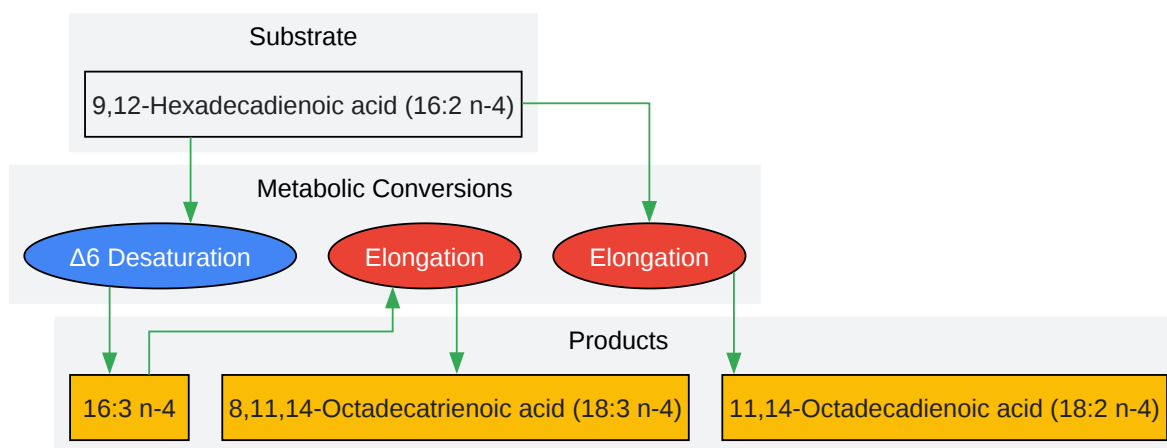 Substrate
9,12-Hexadecadienoic acid (16:2 n-4)
Metabolic Conversions
Δ6 Desaturation
Elongation
Elongation
Products
16:3 n-4
8,11,14-Octadecatrienoic acid (18:3 n-4)
11,14-Octadecadienoic acid (18:2 n-4)